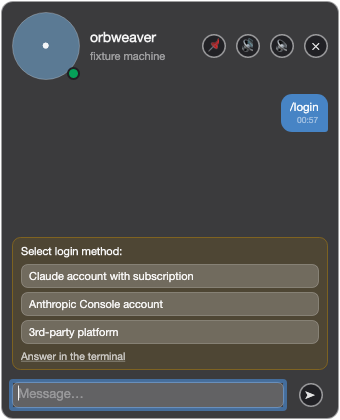 orbweaver
fixture machine
/login
00:57
Select login method:
Claude account with subscription
Anthropic Console account
3rd-party platform
Answer in the terminal
Message…